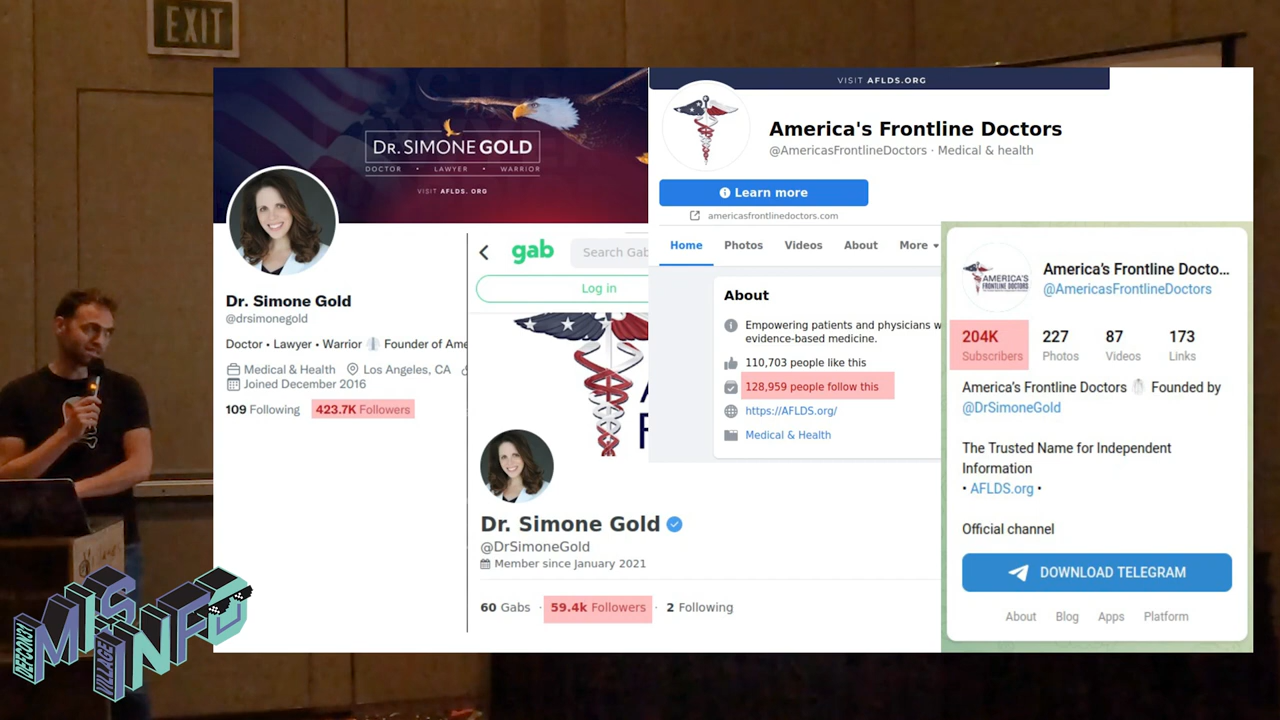 EXIT
DR. SIMONE GOLD
DOCTOR • LAWYER • WARRIOR
VISIT AFLDS. ORG
Dr. Simone Gold
@drsimonegold
Doctor • Lawyer • Warrior Founder of Ame
Medical & Health Los Angeles, CA
Joined December 2016
109 Following 423.7K Followers
gab
Search Gab
Log in
Dr. Simone Gold
@DrSimoneGold
Member since January 2021
60 Gabs · 59.4k Followers · 2 Following
VISIT AFLDS.ORG
America's Frontline Doctors
@AmericasFrontlineDoctors · Medical & health
Learn more
americasfrontlinedoctors.com
Home Photos Videos About More
About
Empowering patients and physicians w
evidence-based medicine.
110,703 people like this
128,959 people follow this
https://AFLDS.org/
Medical & Health
AMERICA'S
FRONTLINE DOCTORS
America's Frontline Docto...
@AmericasFrontlineDoctors
204K 227 87 173
Subscribers Photos Videos Links
America's Frontline Doctors Founded by
@DrSimoneGold
The Trusted Name for Independent
Information
• AFLDS.org •
Official channel
DOWNLOAD TELEGRAM
About Blog Apps Platform
DEFCON31
MISINFO
VILLAGE